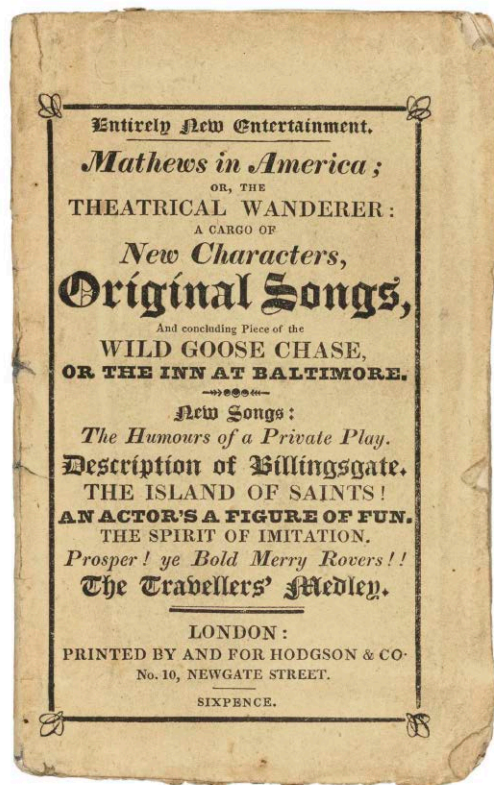 Entirely New Entertainment.
Mathews in America;
OR, THE
THEATRICAL WANDERER:
A CARGO OF
New Characters,
Original Songs,
And concluding Piece of the
WILD GOOSE CHASE,
OR THE INN AT BALTIMORE.
New Songs:
The Humours of a Private Play.
Description of Billingsgate.
THE ISLAND OF SAINTS!
AN ACTOR'S A FIGURE OF FUN.
THE SPIRIT OF IMITATION.
Prosper! ye Bold Merry Rovers!!
The Travellers' Medley.
LONDON:
PRINTED BY AND FOR HODGSON & CO.
No. 10, NEWGATE STREET.
SIXPENCE.